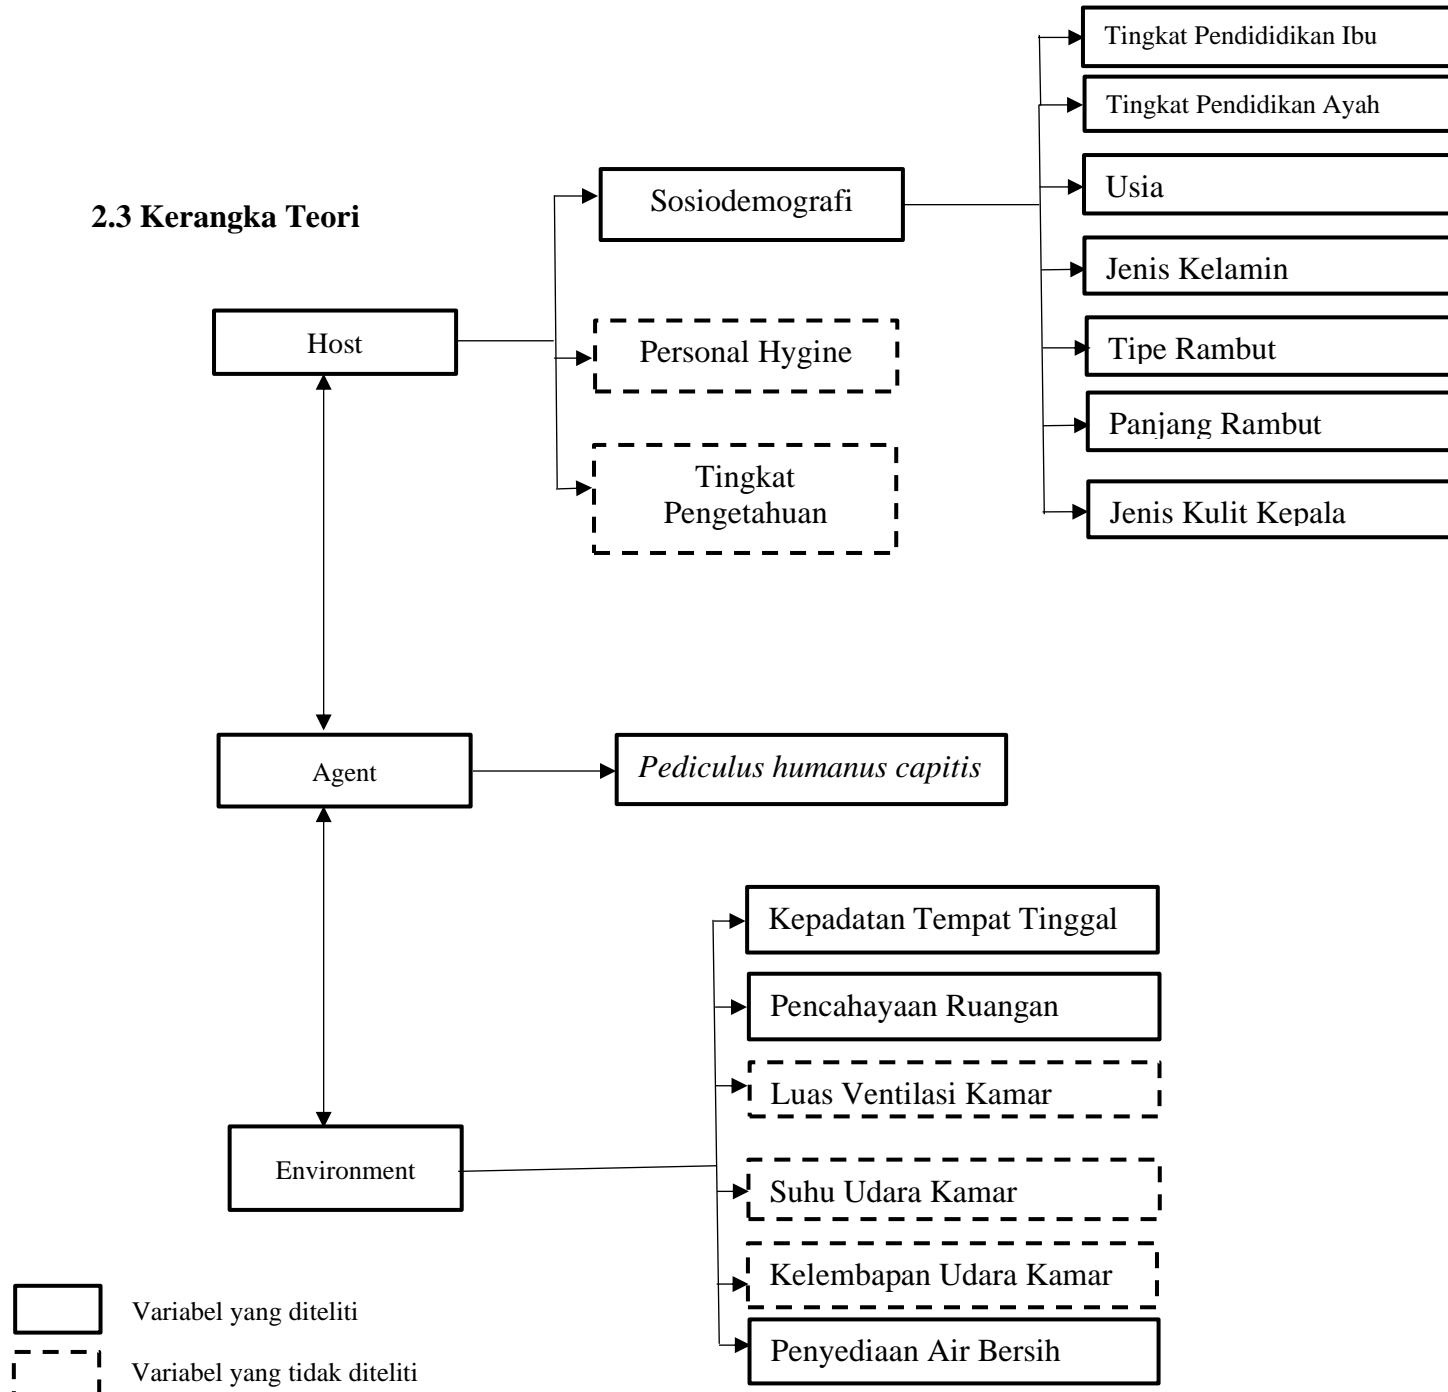 2.3 Kerangka Teori
Host
Sosiodemografi
Personal Hygine
Tingkat
Pengetahuan
Tingkat Pendididikan Ibu
Tingkat Pendidikan Ayah
Usia
Jenis Kelamin
Tipe Rambut
Panjang Rambut
Jenis Kulit Kepala
Agent
Pediculus humanus capitis
Environment
Kepadatan Tempat Tinggal
Pencahayaan Ruangan
Luas Ventilasi Kamar
Suhu Udara Kamar
Kelembapan Udara Kamar
Penyediaan Air Bersih
Variabel yang diteliti
Variabel yang tidak diteliti